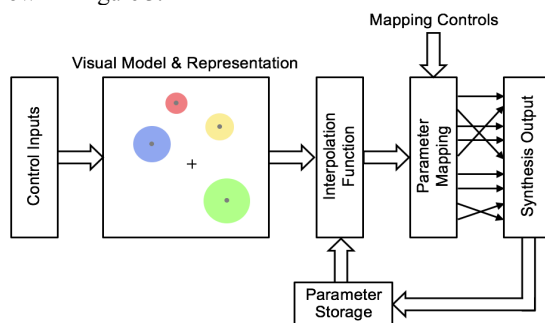 Mapping Controls
Visual Model & Representation
Control Inputs
+
Interpolation
Function
Parameter
Mapping
Synthesis Output
Parameter
Storage